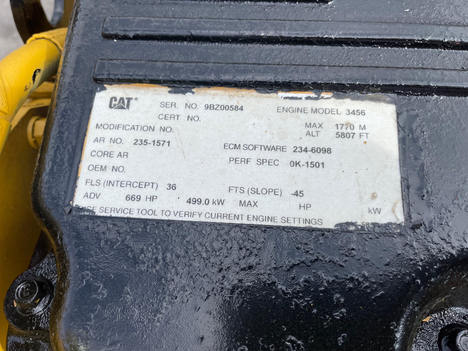 CAT SER. NO. 9BZ00584 ENGINE MODEL 3456
CERT. NO. MAX 1770 M
MODIFICATION NO. ALT 5807 FT
AR NO. 235-1571 ECM SOFTWARE 234-6098
CORE AR PERF SPEC 0K-1501
OEM NO.
FLS (INTERCEPT) 36 FTS (SLOPE) -45
ADV 669 HP 499.0 kW MAX HP kW
SE SERVICE TOOL TO VERIFY CURRENT ENGINE SETTINGS